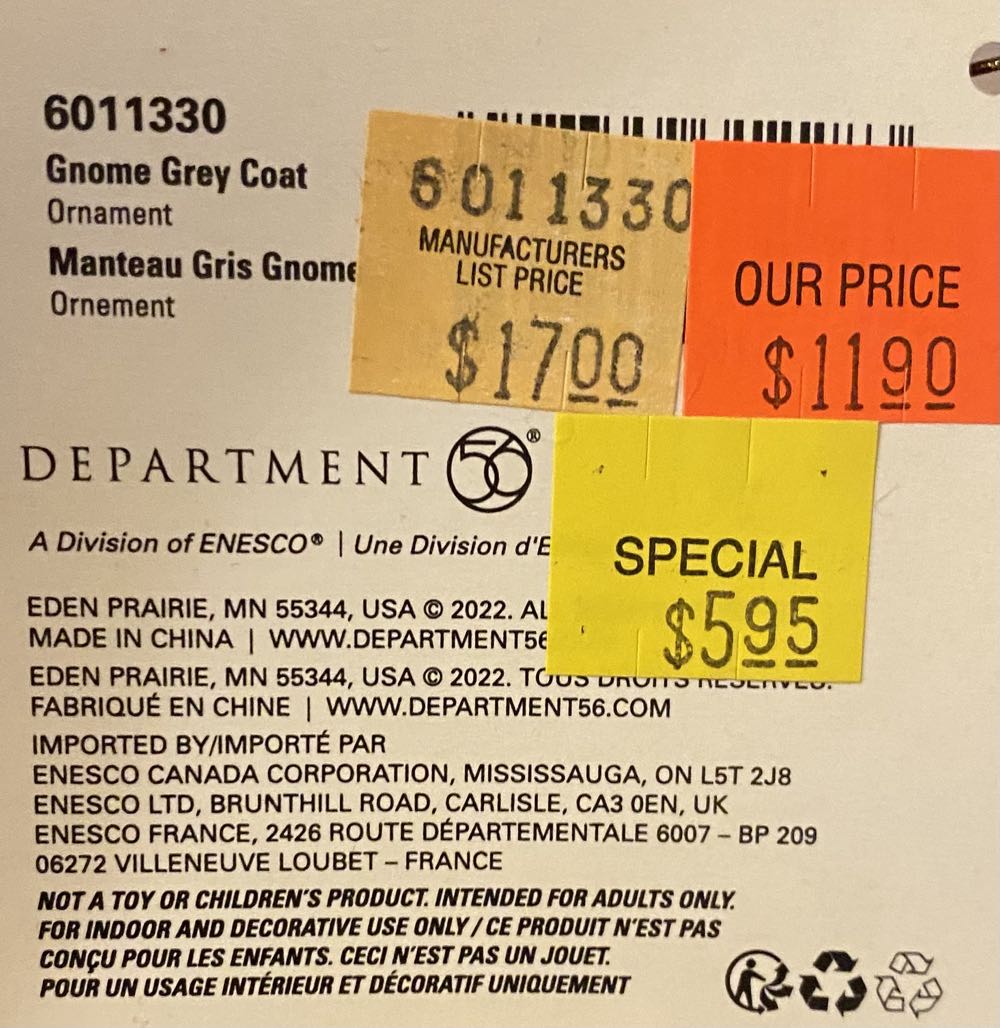 6011330
Gnome Grey Coat
Ornament
Manteau Gris Gnome
Ornement
6011330
MANUFACTURERS
LIST PRICE
$1700
OUR PRICE
$1190
DEPARTMENT 56®
A Division of ENESCO® | Une Division d'E
SPECIAL
$595
EDEN PRAIRIE, MN 55344, USA © 2022. AL
MADE IN CHINA | WWW.DEPARTMENT56
EDEN PRAIRIE, MN 55344, USA © 2022. TOUS DROITS RÉSERVÉS.
FABRIQUÉ EN CHINE | WWW.DEPARTMENT56.COM
IMPORTED BY/IMPORTÉ PAR
ENESCO CANADA CORPORATION, MISSISSAUGA, ON L5T 2J8
ENESCO LTD, BRUNTHILL ROAD, CARLISLE, CA3 0EN, UK
ENESCO FRANCE, 2426 ROUTE DÉPARTEMENTALE 6007 – BP 209
06272 VILLENEUVE LOUBET – FRANCE
NOT A TOY OR CHILDREN'S PRODUCT. INTENDED FOR ADULTS ONLY.
FOR INDOOR AND DECORATIVE USE ONLY / CE PRODUIT N'EST PAS
CONÇU POUR LES ENFANTS. CECI N'EST PAS UN JOUET.
POUR UN USAGE INTÉRIEUR ET DÉCORATIF UNIQUEMENT